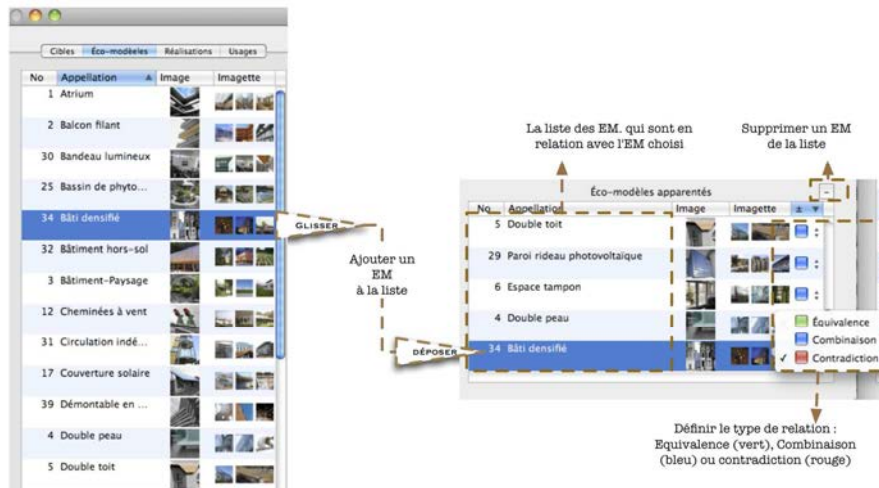 Cibles Éco-modèles Réalisations Usages
No Appellation Image Imagette
1 Atrium
2 Balcon filant
30 Bandeau lumineux
25 Bassin de phyto...
34 Bâti densifié
32 Bâtiment hors-sol
3 Bâtiment-Paysage
12 Cheminées à vent
31 Circulation indé...
17 Couverture solaire
39 Démontable en ...
4 Double peau
5 Double toit
GLISSER
Ajouter un
EM
à la liste
DÉPOSER
La liste des EM. qui sont en
relation avec l'EM choisi
Supprimer un EM
de la liste
Éco-modèles apparentés
No Appellation Image Imagette ±
5 Double toit
29 Paroi rideau photovoltaïque
6 Espace tampon
4 Double peau
34 Bâti densifié
Équivalence
Combinaison
✓ Contradiction
Définir le type de relation :
Equivalence (vert), Combinaison
(bleu) ou contradiction (rouge)